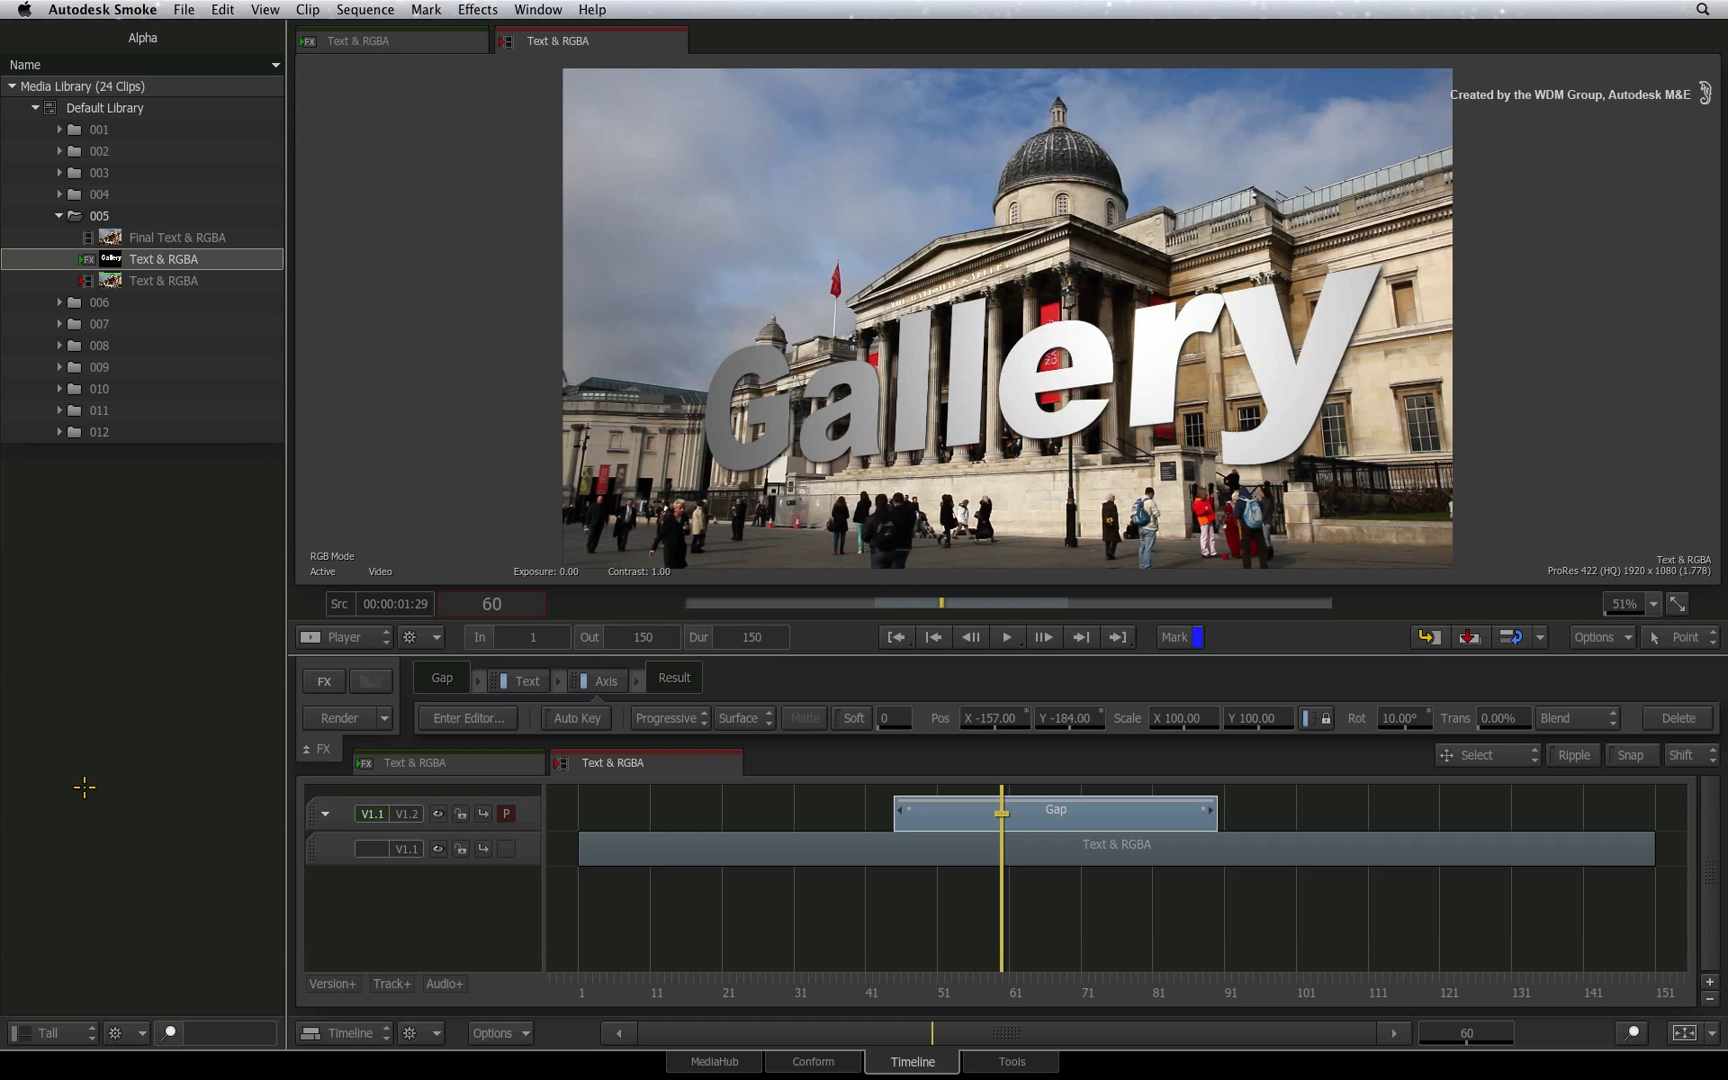 Autodesk Smoke File Edit View Clip Sequence Mark Effects Window Help
Alpha
Name
Media Library (24 Clips)
Default Library
001
002
003
004
005
Final Text & RGBA
FX Gallery Text & RGBA
Text & RGBA
006
007
008
009
010
011
012
FX Text & RGBA
Text & RGBA
Created by the WDM Group, Autodesk M&E
Gallery
RGB Mode
Active Video Exposure: 0.00 Contrast: 1.00
Text & RGBA
ProRes 422 (HQ) 1920 x 1080 (1.778)
Src 00:00:01:29 60 51%
Player In 1 Out 150 Dur 150 Mark Options Point
FX Gap Text Axis Result
Render Enter Editor... Auto Key Progressive Surface Matte Soft 0 Pos X -157.00 * Y -184.00 * Scale X 100.00 Y 100.00 Rot 10.00° * Trans 0.00% Blend Delete
FX
FX Text & RGBA Text & RGBA Select Ripple Snap Shift
V1.1 V1.2 P Gap
V1.1 Text & RGBA
Version+ Track+ Audio+
1 11 21 31 41 51 61 71 81 91 101 111 121 131 141 151
Tall Timeline Options 60
MediaHub Conform Timeline Tools